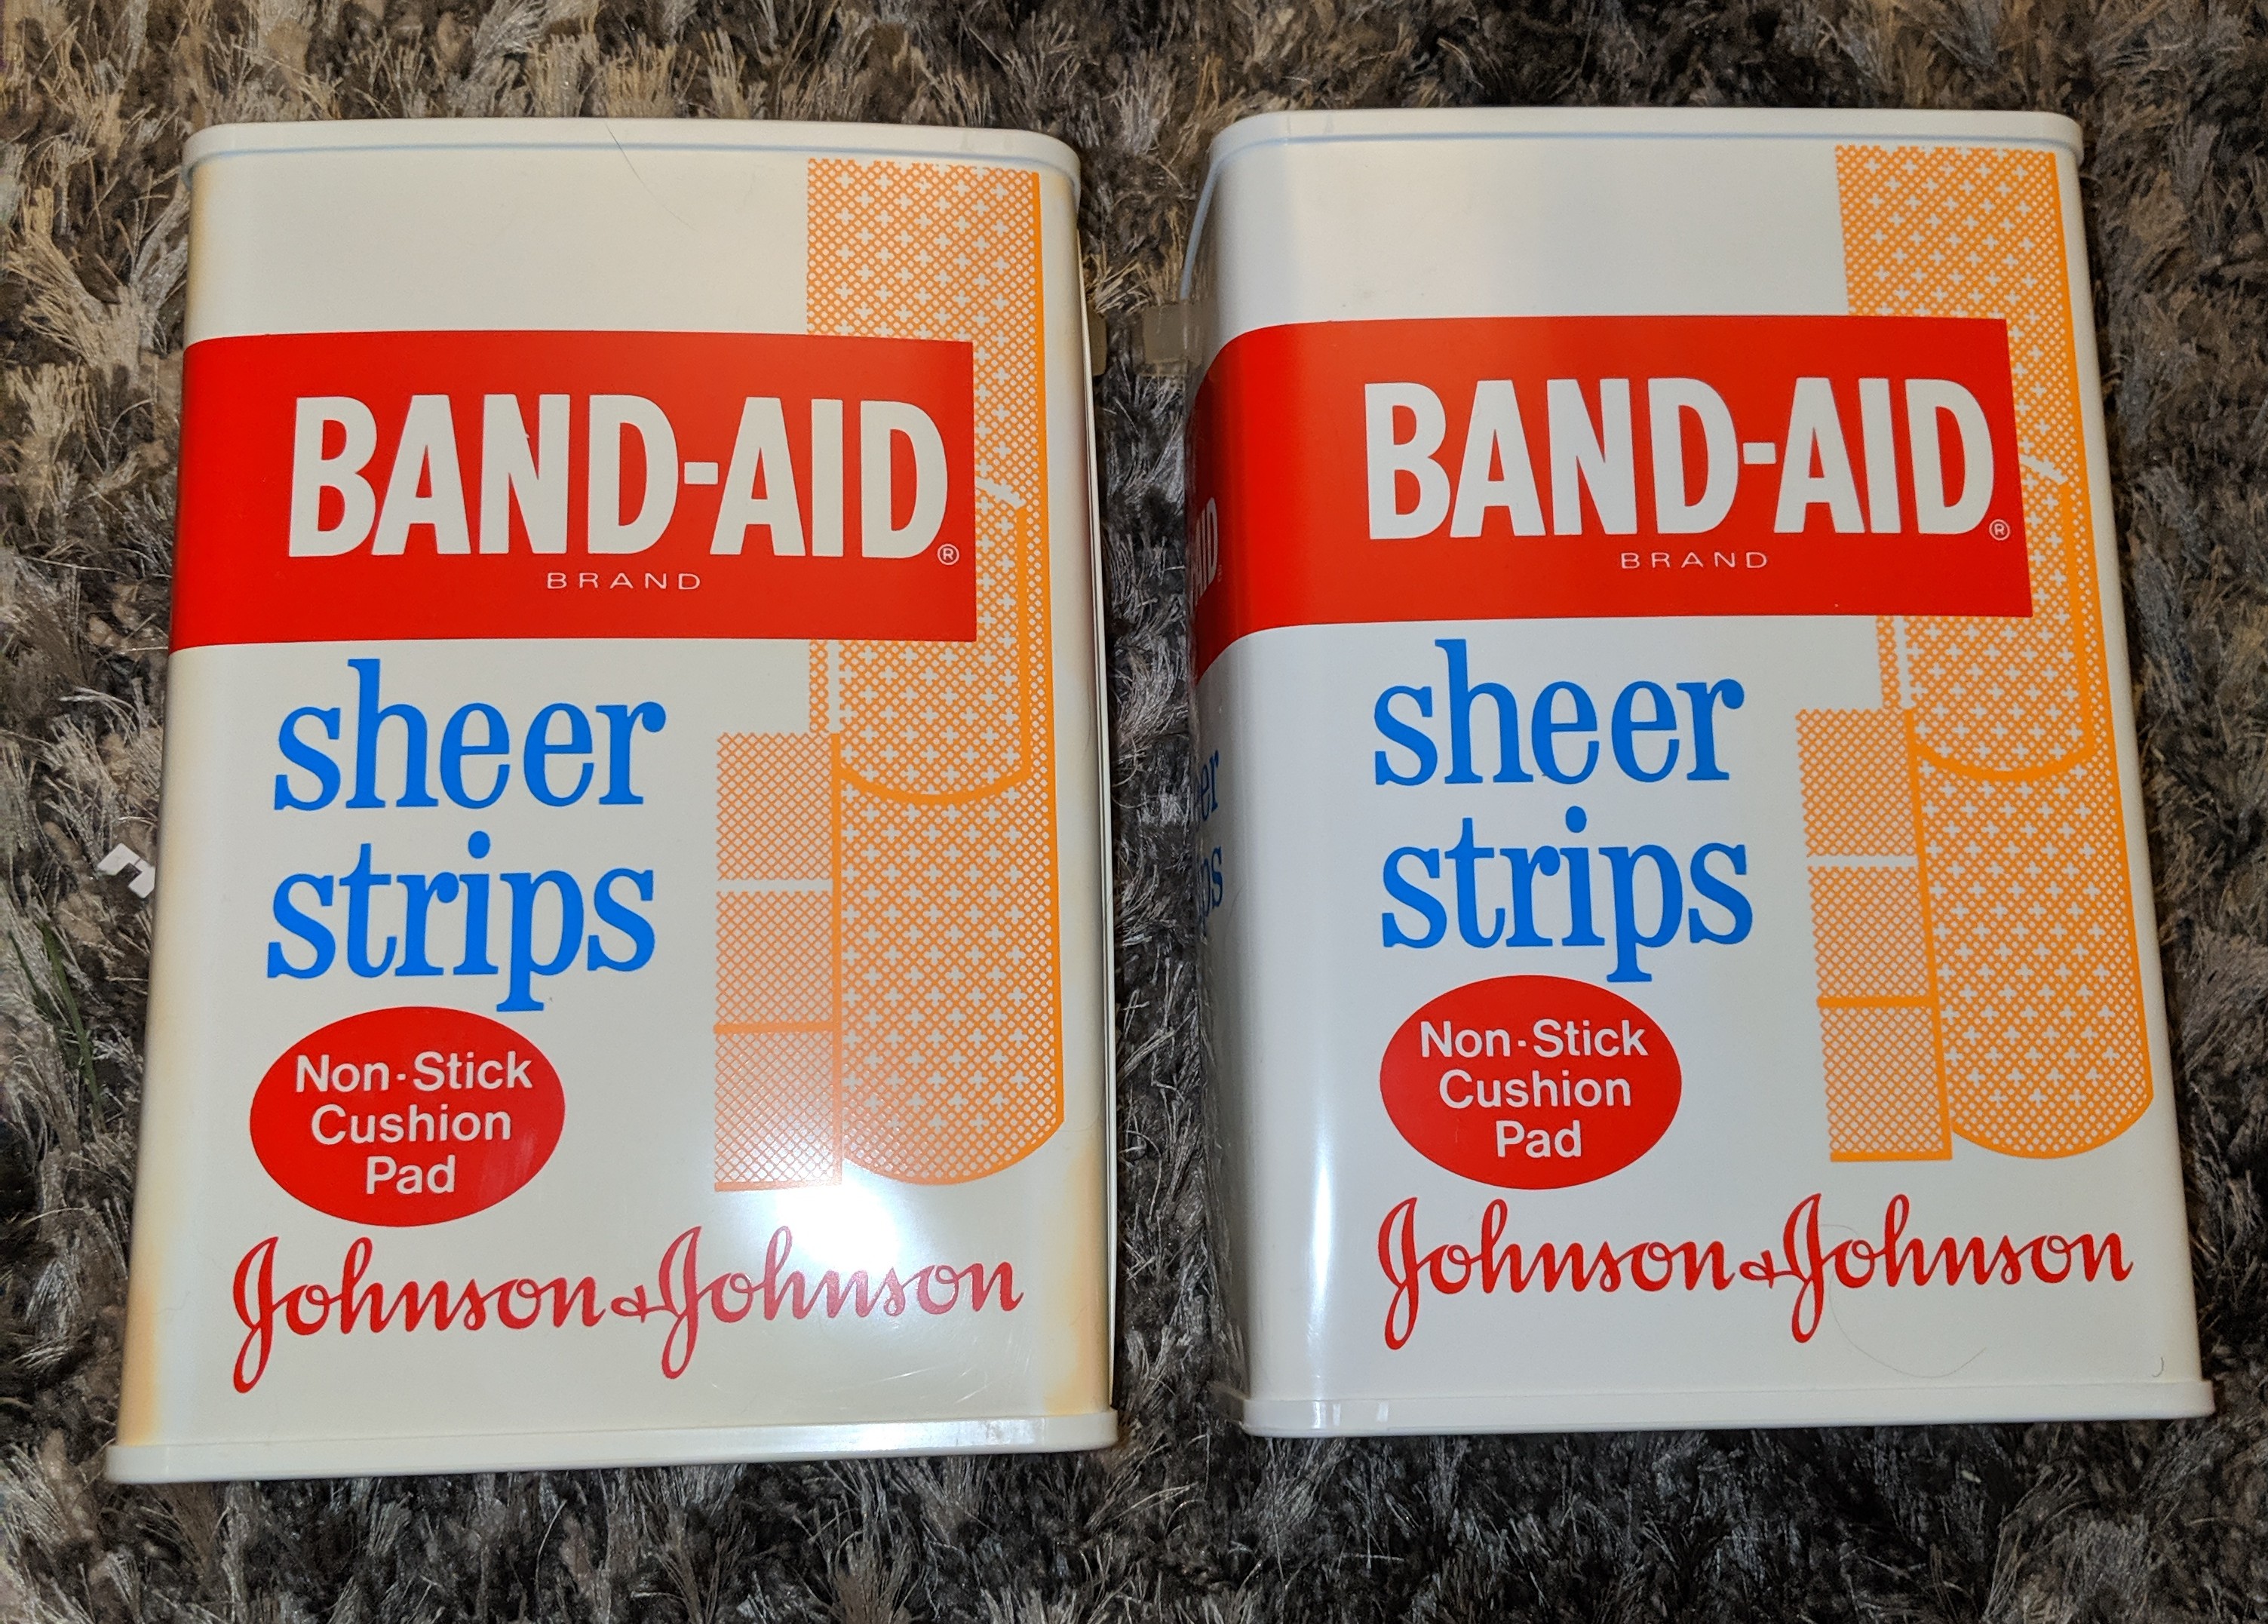 BAND-AID®
BRAND
sheer
strips
Non-Stick
Cushion
Pad
Johnson & Johnson
BAND-AID®
BRAND
sheer
strips
Non-Stick
Cushion
Pad
Johnson & Johnson